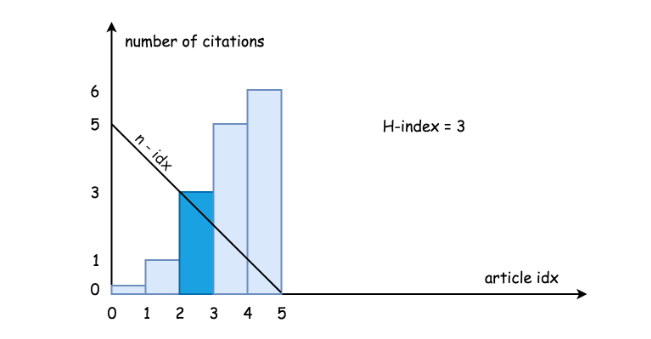 number of citations
6
5
n - idx
H-index = 3
3
1
0
article idx
0 1 2 3 4 5